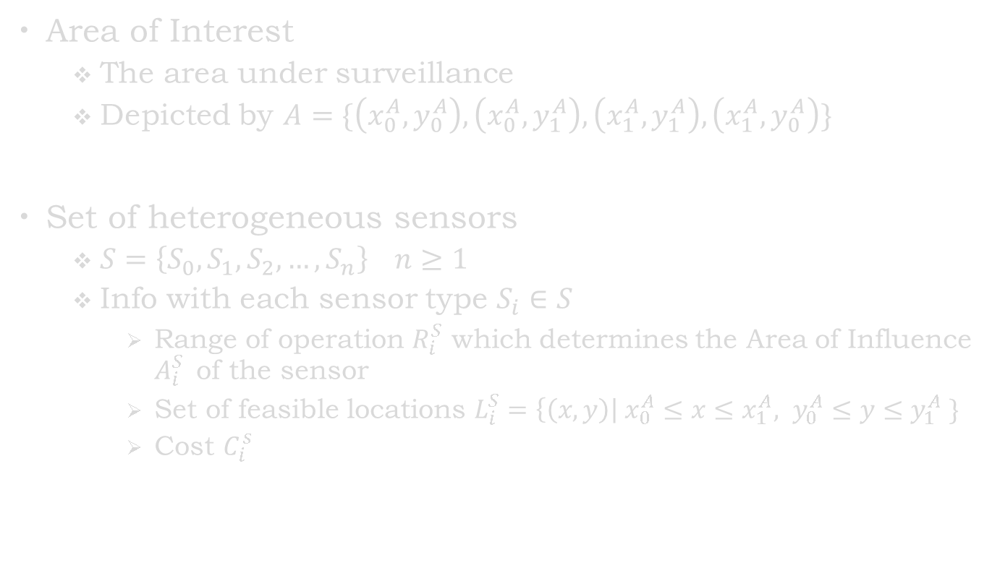 • Area of Interest
❖ The area under surveillance
❖ Depicted by $A = \{(x_0^A, y_0^A), (x_0^A, y_1^A), (x_1^A, y_1^A), (x_1^A, y_0^A)\}$
• Set of heterogeneous sensors
❖ $S = \{S_0, S_1, S_2, \dots, S_n\} \quad n \geq 1$
❖ Info with each sensor type $S_i \in S$
➢ Range of operation $R_i^S$ which determines the Area of Influence
$A_i^S$ of the sensor
➢ Set of feasible locations $L_i^S = \{(x, y) | x_0^A \leq x \leq x_1^A, \; y_0^A \leq y \leq y_1^A \}$
➢ Cost $C_i^s$